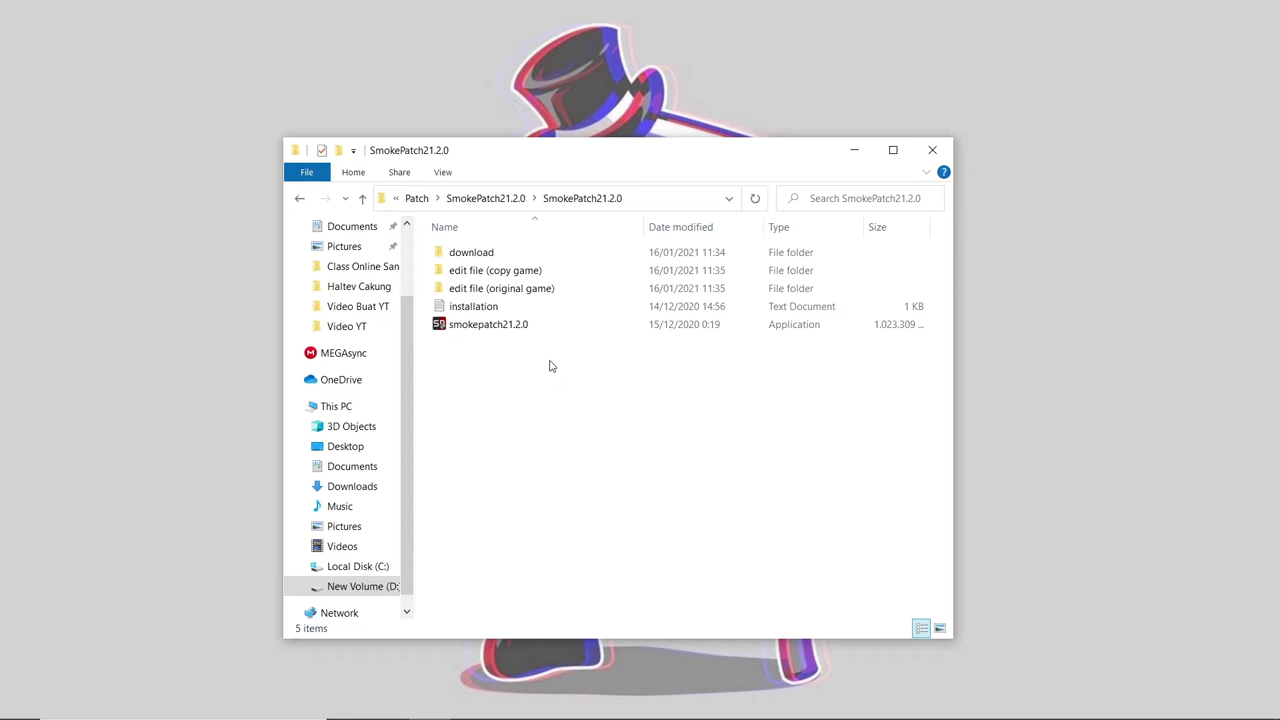 SmokePatch21.2.0
File Home Share View
« Patch > SmokePatch21.2.0 > SmokePatch21.2.0
Search SmokePatch21.2.0
Name Date modified Type Size
download 16/01/2021 11:34 File folder
edit file (copy game) 16/01/2021 11:35 File folder
edit file (original game) 16/01/2021 11:35 File folder
installation 14/12/2020 14:56 Text Document 1 KB
smokepatch21.2.0 15/12/2020 0:19 Application 1.023.309 ...
Documents
Pictures
Class Online San
Haltev Cakung
Video Buat YT
Video YT
MEGAsync
OneDrive
This PC
3D Objects
Desktop
Documents
Downloads
Music
Pictures
Videos
Local Disk (C:)
New Volume (D:
Network
5 items